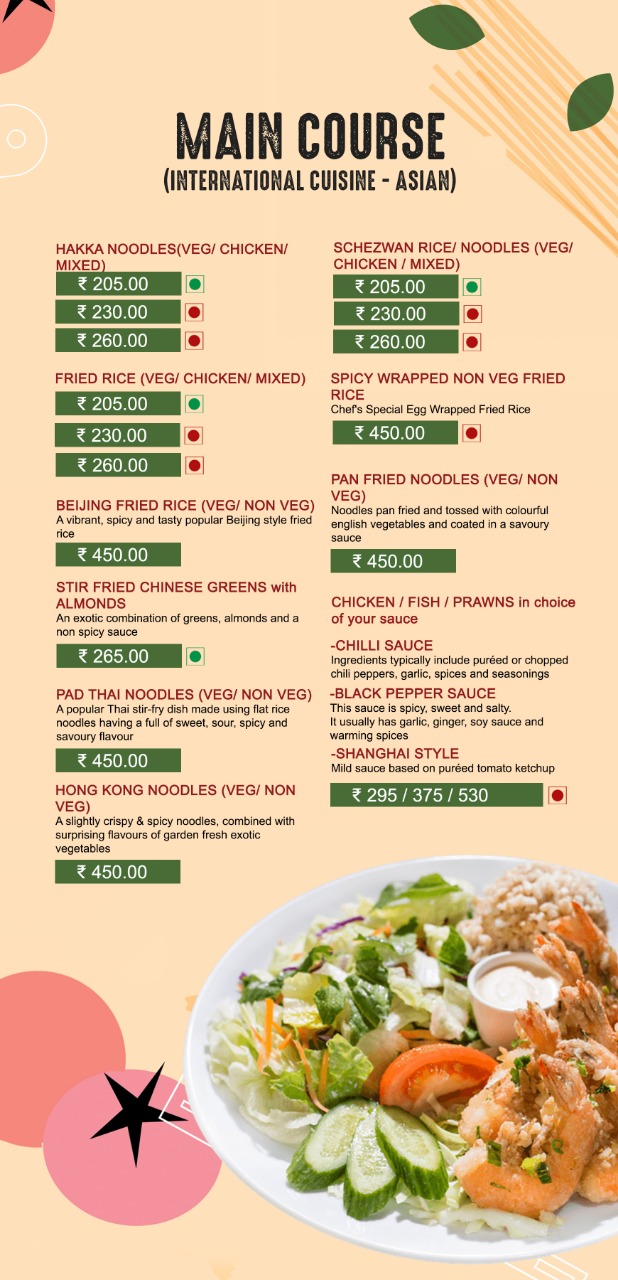 MAIN COURSE
(INTERNATIONAL CUISINE - ASIAN)
HAKKA NOODLES(VEG/ CHICKEN/
MIXED)
₹ 205.00
₹ 230.00
₹ 260.00
FRIED RICE (VEG/ CHICKEN/ MIXED)
₹ 205.00
₹ 230.00
₹ 260.00
BEIJING FRIED RICE (VEG/ NON VEG)
A vibrant, spicy and tasty popular Beijing style fried
rice
₹ 450.00
STIR FRIED CHINESE GREENS with
ALMONDS
An exotic combination of greens, almonds and a
non spicy sauce
₹ 265.00
PAD THAI NOODLES (VEG/ NON VEG)
A popular Thai stir-fry dish made using flat rice
noodles having a full of sweet, sour, spicy and
savoury flavour
₹ 450.00
HONG KONG NOODLES (VEG/ NON
VEG)
A slightly crispy & spicy noodles, combined with
surprising flavours of garden fresh exotic
vegetables
₹ 450.00
SCHEZWAN RICE/ NOODLES (VEG/
CHICKEN / MIXED)
₹ 205.00
₹ 230.00
₹ 260.00
SPICY WRAPPED NON VEG FRIED
RICE
Chef's Special Egg Wrapped Fried Rice
₹ 450.00
PAN FRIED NOODLES (VEG/ NON
VEG)
Noodles pan fried and tossed with colourful
english vegetables and coated in a savoury
sauce
₹ 450.00
CHICKEN / FISH / PRAWNS in choice
of your sauce
-CHILLI SAUCE
Ingredients typically include puréed or chopped
chili peppers, garlic, spices and seasonings
-BLACK PEPPER SAUCE
This sauce is spicy, sweet and salty.
It usually has garlic, ginger, soy sauce and
warming spices
-SHANGHAI STYLE
Mild sauce based on puréed tomato ketchup
₹ 295 / 375 / 530